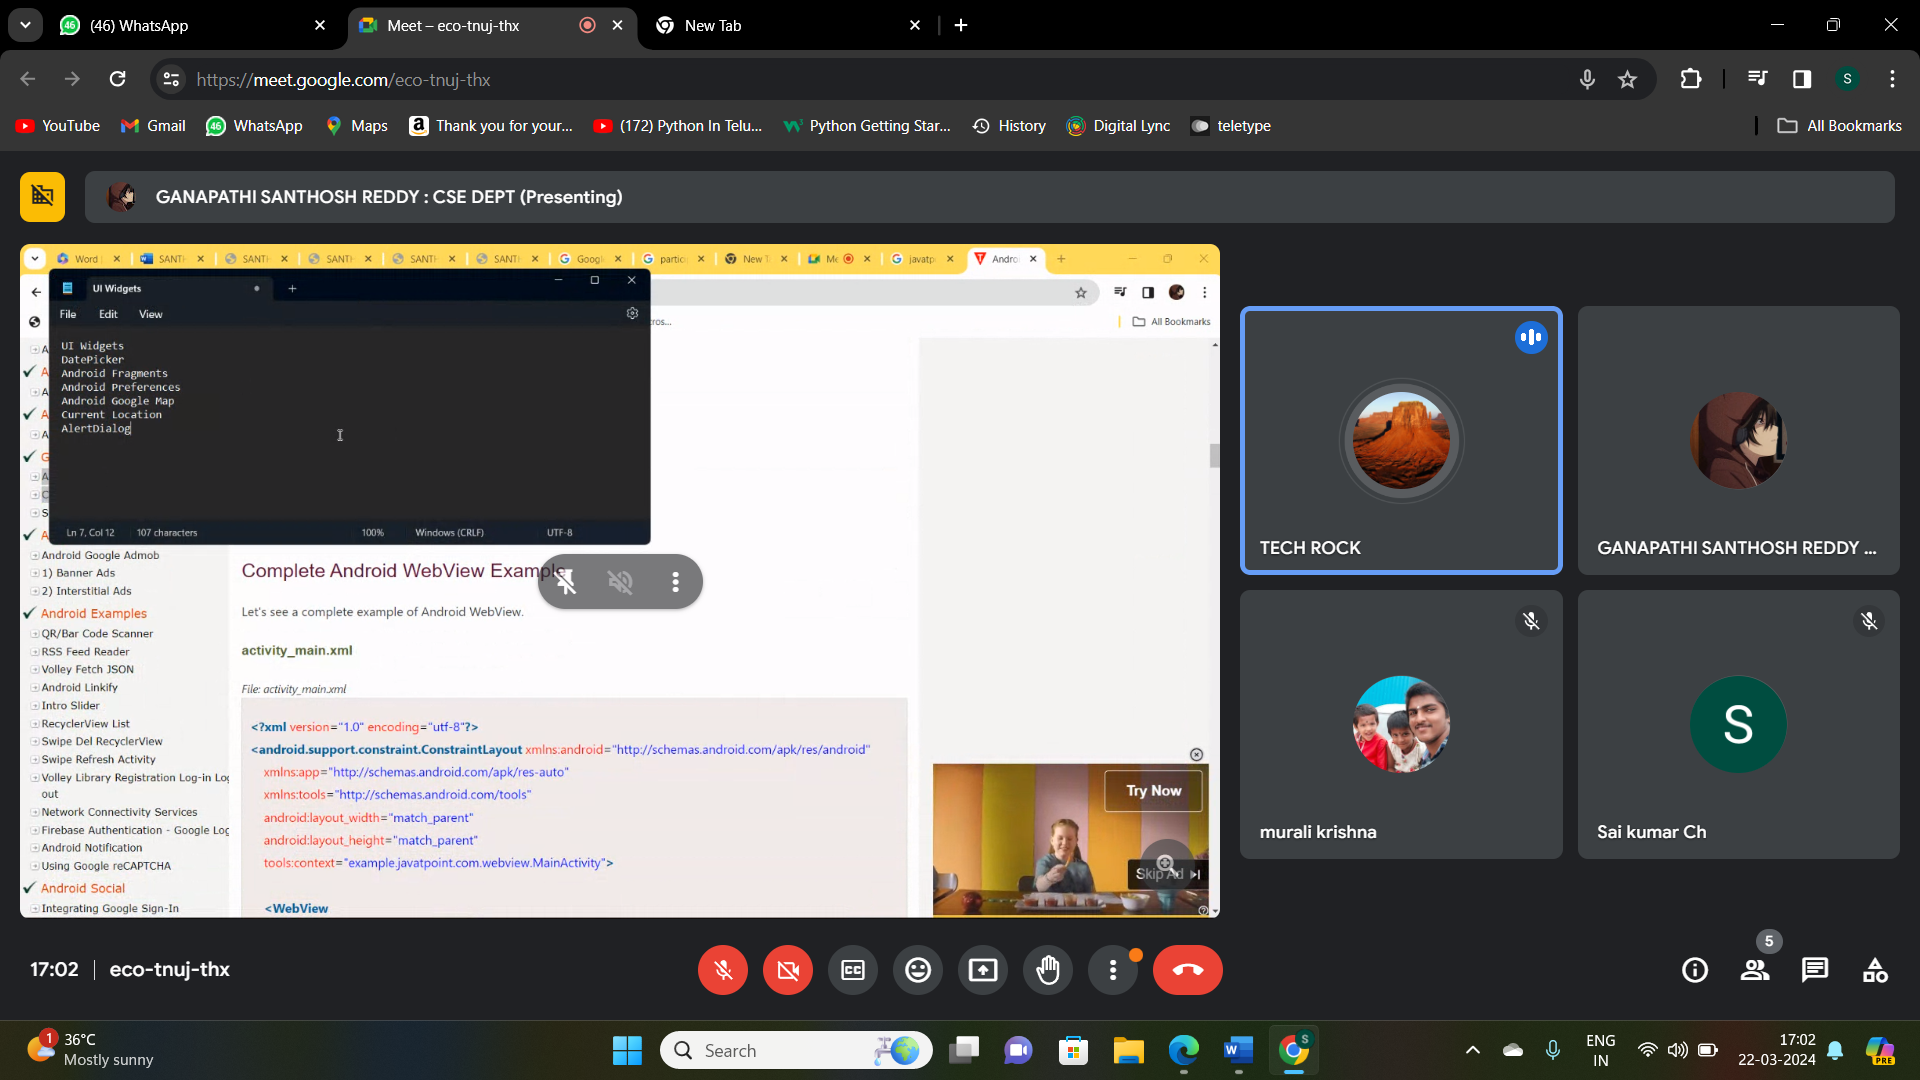 (46) WhatsApp
Meet – eco-tnuj-thx
New Tab
https://meet.google.com/eco-tnuj-thx
S
YouTube
Gmail
WhatsApp
Maps
Thank you for your...
(172) Python In Telu...
Python Getting Star...
History
Digital Lync
teletype
All Bookmarks
GANAPATHI SANTHOSH REDDY : CSE DEPT (Presenting)
Word
SANTH
SANTH
SANTH
SANTH
SANTH
Googl
partic
New T
Me
javatp
Andro
UI Widgets
File Edit View
All Bookmarks
UI Widgets
DatePicker
Android Fragments
Android Preferences
Android Google Map
Current Location
AlertDialog
Ln 7, Col 12
107 characters
100%
Windows (CRLF)
UTF-8
Android Google Admob
1) Banner Ads
2) Interstitial Ads
Android Examples
QR/Bar Code Scanner
RSS Feed Reader
Volley Fetch JSON
Android Linkify
Intro Slider
RecyclerView List
Swipe Del RecyclerView
Swipe Refresh Activity
Volley Library Registration Log-in Log
out
Network Connectivity Services
Firebase Authentication - Google Log
Android Notification
Using Google reCAPTCHA
Android Social
Integrating Google Sign-In
Complete Android WebView Example
Let's see a complete example of Android WebView.
activity_main.xml
File: activity_main.xml
<?xml version="1.0" encoding="utf-8"?>
<android.support.constraint.ConstraintLayout xmlns:android="http://schemas.android.com/apk/res/android"
xmlns:app="http://schemas.android.com/apk/res-auto"
xmlns:tools="http://schemas.android.com/tools"
android:layout_width="match_parent"
android:layout_height="match_parent"
tools:context="example.javatpoint.com.webview.MainActivity">
<WebView
Try Now
Skip Ad
TECH ROCK
GANAPATHI SANTHOSH REDDY ...
murali krishna
S
Sai kumar Ch
17:02
eco-tnuj-thx
5
1
36°C
Mostly sunny
Search
ENG
IN
17:02
22-03-2024
PRE